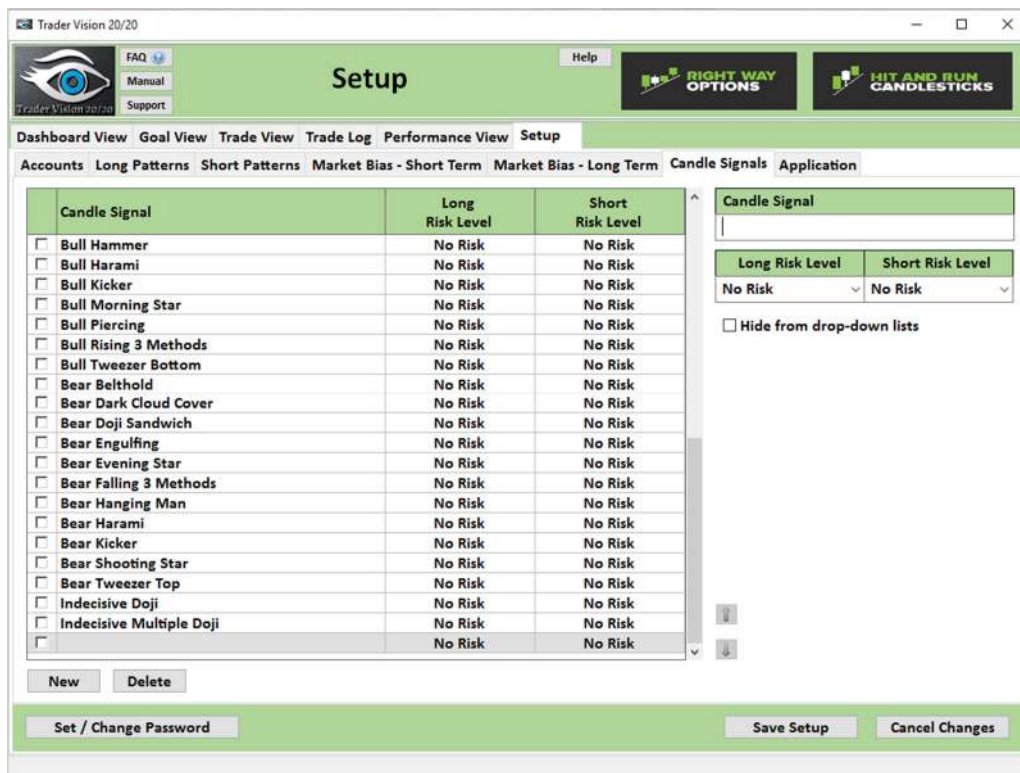 Trader Vision 20/20
FAQ
Manual
Support
Trader Vision 20/20
Setup
Help
RIGHT WAY
OPTIONS
HIT AND RUN
CANDLESTICKS
Dashboard View Goal View Trade View Trade Log Performance View Setup
Accounts Long Patterns Short Patterns Market Bias - Short Term Market Bias - Long Term Candle Signals Application
Candle Signal Long Risk Level Short Risk Level
Bull Hammer No Risk No Risk
Bull Harami No Risk No Risk
Bull Kicker No Risk No Risk
Bull Morning Star No Risk No Risk
Bull Piercing No Risk No Risk
Bull Rising 3 Methods No Risk No Risk
Bull Tweezer Bottom No Risk No Risk
Bear Belthold No Risk No Risk
Bear Dark Cloud Cover No Risk No Risk
Bear Doji Sandwich No Risk No Risk
Bear Engulfing No Risk No Risk
Bear Evening Star No Risk No Risk
Bear Falling 3 Methods No Risk No Risk
Bear Hanging Man No Risk No Risk
Bear Harami No Risk No Risk
Bear Kicker No Risk No Risk
Bear Shooting Star No Risk No Risk
Bear Tweezer Top No Risk No Risk
Indecisive Doji No Risk No Risk
Indecisive Multiple Doji No Risk No Risk
No Risk No Risk
Candle Signal
Long Risk Level Short Risk Level
No Risk No Risk
Hide from drop-down lists
New Delete
Set / Change Password Save Setup Cancel Changes